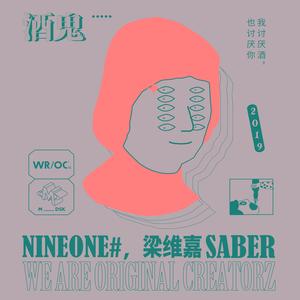 酒鬼
我讨厌酒，
也讨厌你
2019
WR/OC.
M____DSK
NINEONE#, 梁维嘉 SABER
WE ARE ORIGINAL CREATORZ